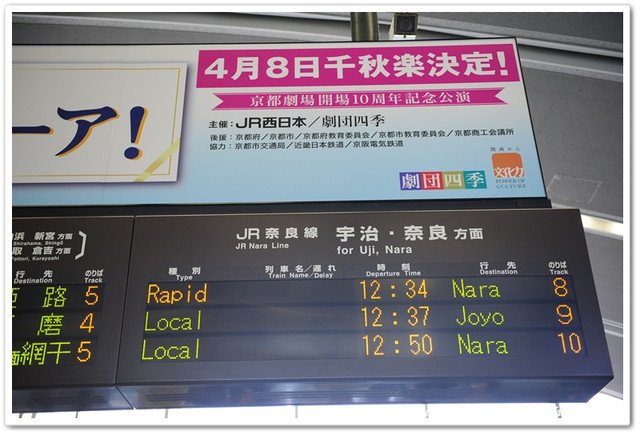 ーア!
4月8日千秋楽決定!
京都劇場開場10周年記念公演
主催:JR西日本/劇団四季
後援:京都府/京都市/京都府教育委員会/京都市教育委員会/京都商工会議所
協力:京都市交通局/近畿日本鉄道/京阪電気鉄道
劇団四季
関西から
文化力
POWER OF
CULTURE
浜 新宮 方面
Shirahama, Shingū
取 倉吉 方面
Tottori, Kurayoshi
行先 のりば
Destination Track
路 5
磨 4
網干 5
JR奈良線 宇治・奈良 方面
JR Nara Line for Uji, Nara
種別 列車名/遅れ 時刻 行先 のりば
Type Train Name/Delay Departure Time Destination Track
Rapid 12:34 Nara 8
Local 12:37 Joyo 9
Local 12:50 Nara 10